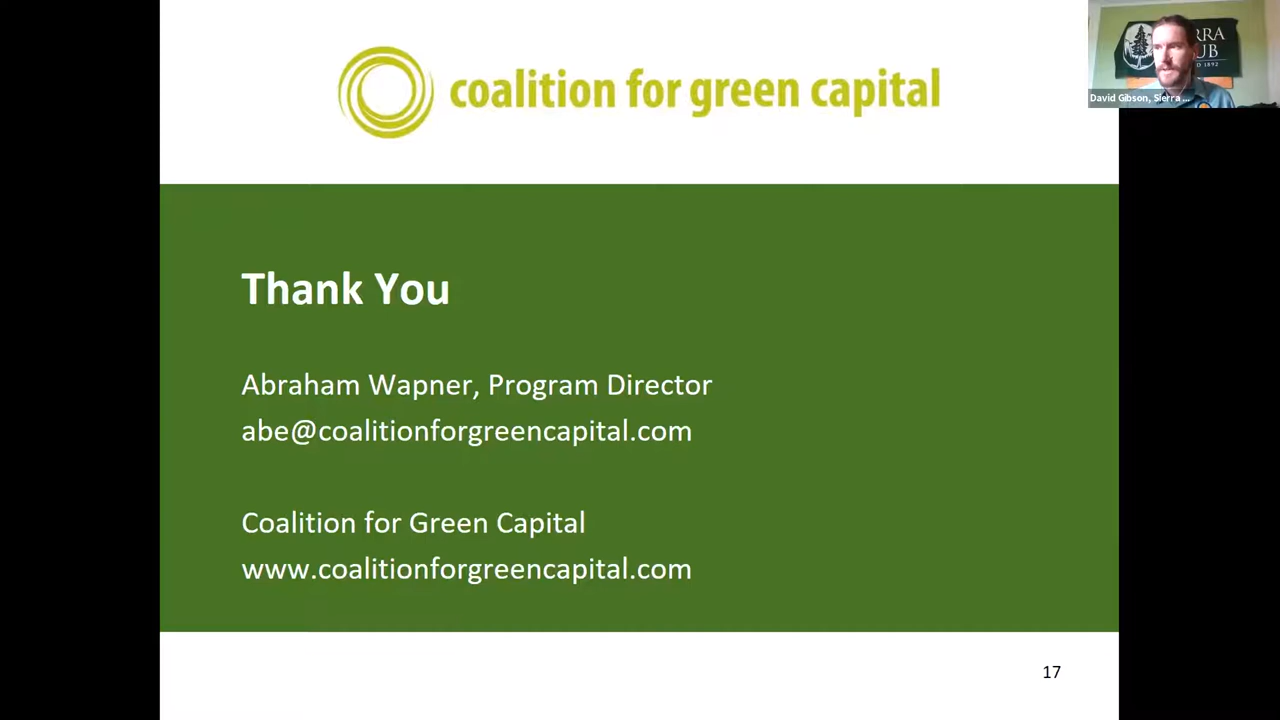 coalition for green capital
David Gibson, Sierra ...
Thank You
Abraham Wapner, Program Director
abe@coalitionforgreencapital.com
Coalition for Green Capital
www.coalitionforgreencapital.com
17